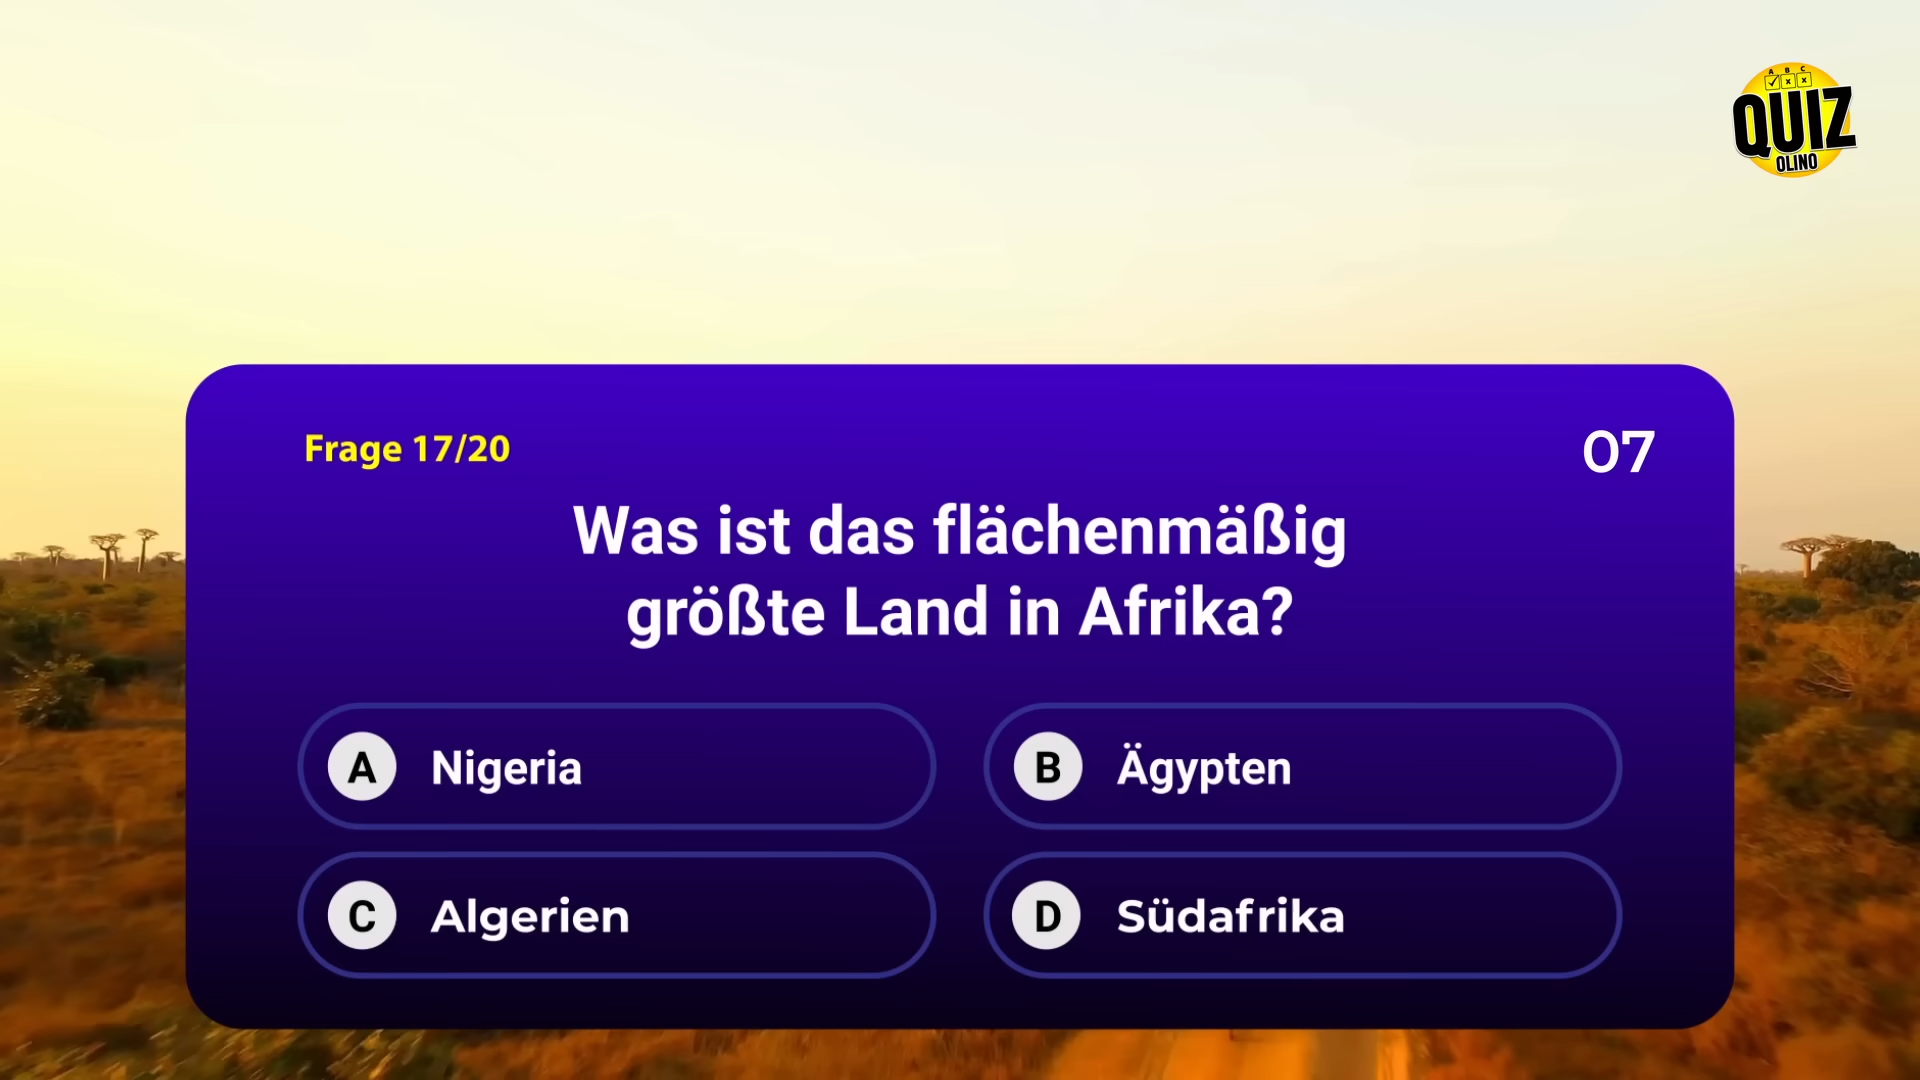 A B C
QUIZ
OLINO
Frage 17/20
07
Was ist das flächenmäßig
größte Land in Afrika?
A Nigeria
B Ägypten
C Algerien
D Südafrika